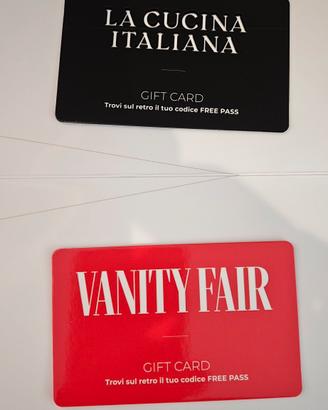 LA CUCINA
ITALIANA
GIFT CARD
Trovi sul retro il tuo codice FREE PASS
VANITY FAIR
GIFT CARD
Trovi sul retro il tuo codice FREE PASS